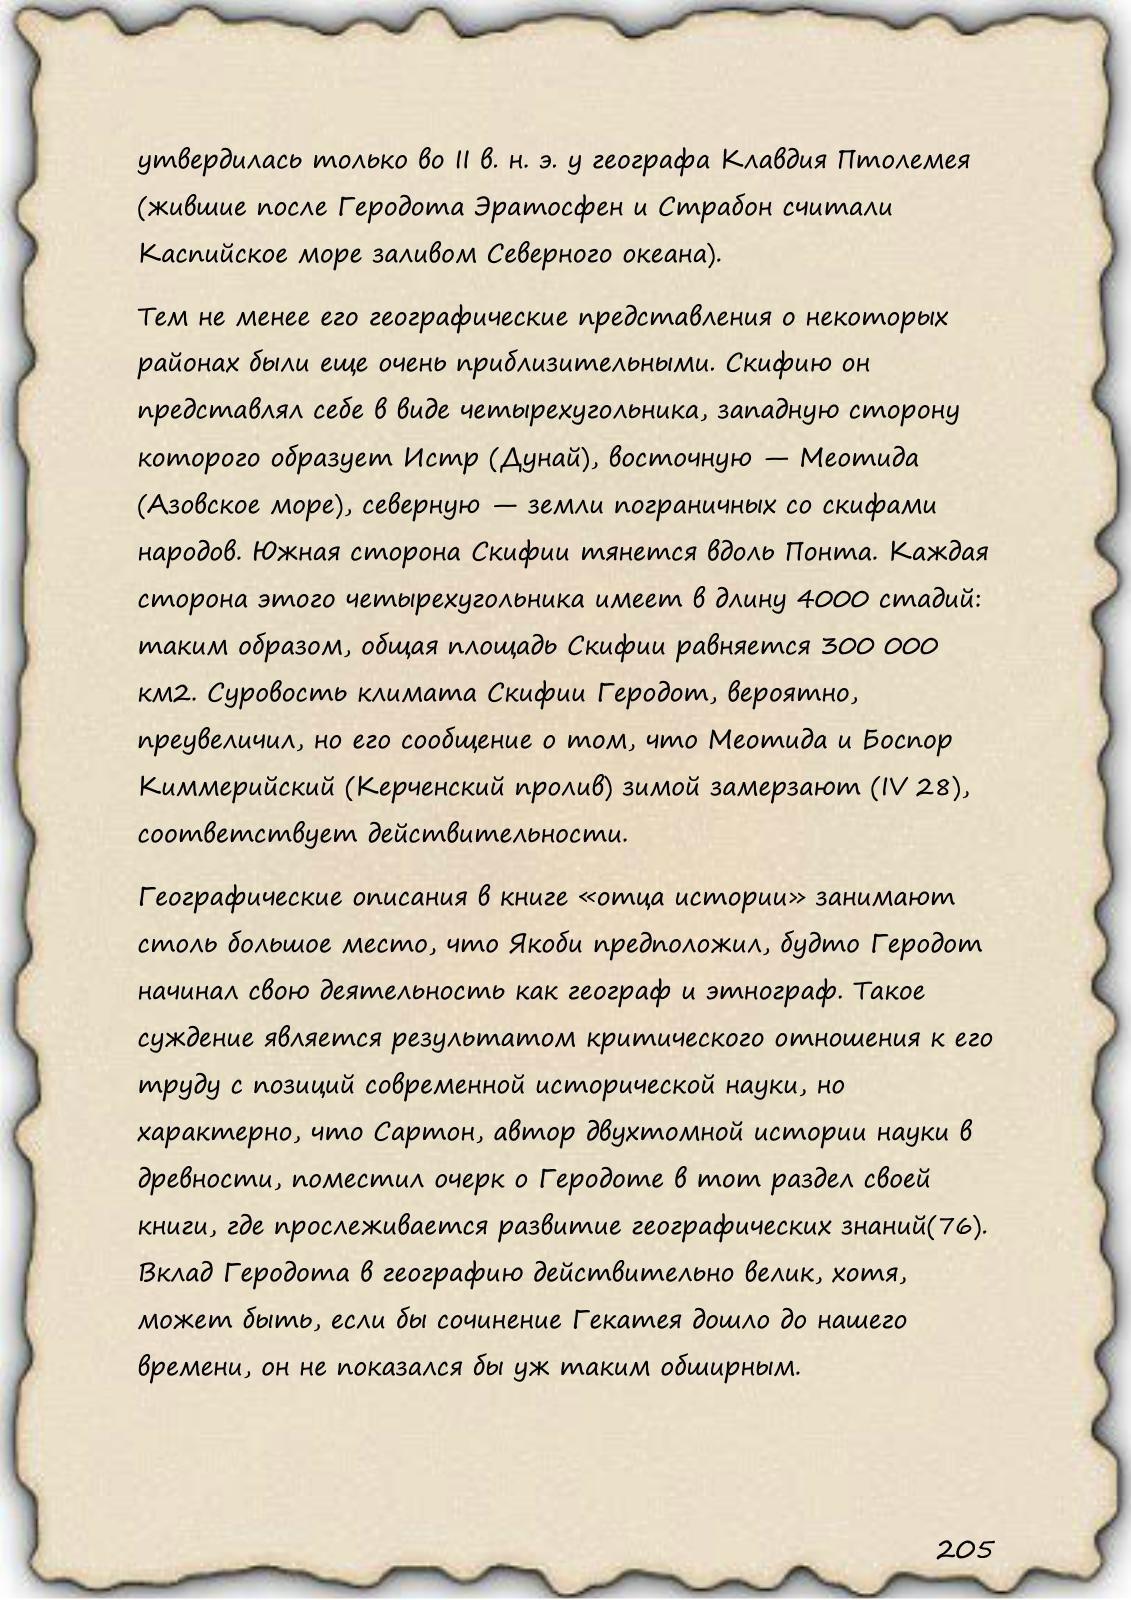 утвердилась только во II в. н. э. у географа Клавдия Птолемея
(жившие после Геродота Эратосфен и Страбон считали
Каспийское море заливом Северного океана).
Тем не менее его географические представления о некоторых
районах были еще очень приблизительными. Скифию он
представлял себе в виде четырехугольника, западную сторону
которого образует Истр (Дунай), восточную — Меотида
(Азовское море), северную — земли пограничных со скифами
народов. Южная сторона Скифии тянется вдоль Понта. Каждая
сторона этого четырехугольника имеет в длину 4000 стадий:
таким образом, общая площадь Скифии равняется 300 000
км2. Суровость климата Скифии Геродот, вероятно,
преувеличил, но его сообщение о том, что Меотида и Боспор
Киммерийский (Керченский пролив) зимой замерзают (IV 28),
соответствует действительности.
Географические описания в книге «отца истории» занимают
столь большое место, что Якоби предположил, будто Геродот
начинал свою деятельность как географ и этнограф. Такое
суждение является результатом критического отношения к его
труду с позиций современной исторической науки, но
характерно, что Сартон, автор двухтомной истории науки в
древности, поместил очерк о Геродоте в тот раздел своей
книги, где прослеживается развитие географических знаний(76).
Вклад Геродота в географию действительно велик, хотя,
может быть, если бы сочинение Гекатея дошло до нашего
времени, он не показался бы уж таким обширным.
205